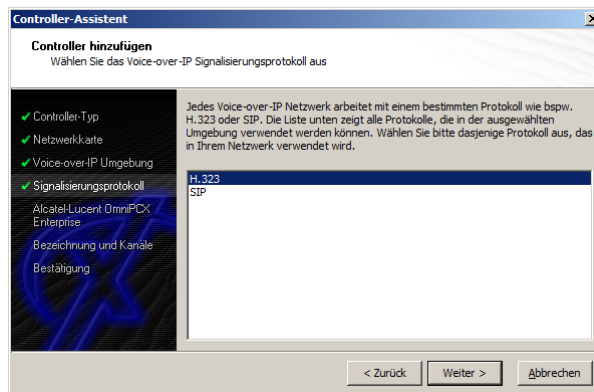 Controller-Assistent
Controller hinzufügen
Wählen Sie das Voice-over-IP Signalisierungsprotokoll aus
Controller-Typ
Netzwerkkarte
Voice-over-IP Umgebung
Signalisierungsprotokoll
Alcatel-Lucent OmniPCX
Enterprise
Bezeichnung und Kanäle
Bestätigung
Jedes Voice-over-IP Netzwerk arbeitet mit einem bestimmten Protokoll wie bspw.
H.323 oder SIP. Die Liste unten zeigt alle Protokolle, die in der ausgewählten
Umgebung verwendet werden können. Wählen Sie bitte dasjenige Protokoll aus, das
in Ihrem Netzwerk verwendet wird.
H.323
SIP
< Zurück
Weiter >
Abbrechen